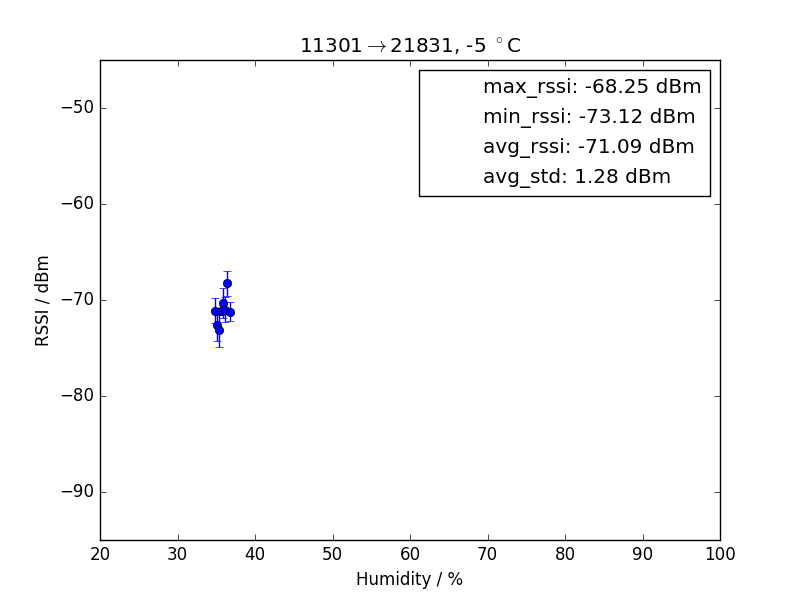 11301→21831, -5 °C
max_rssi: -68.25 dBm
min_rssi: -73.12 dBm
avg_rssi: -71.09 dBm
avg_std: 1.28 dBm
RSSI / dBm
−50
−60
−70
−80
−90
20 30 40 50 60 70 80 90 100
Humidity / %